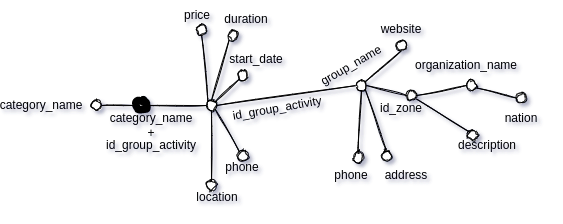 price
duration
website
group_name
start_date
organization_name
category_name
id_group_activity
id_zone
category_name
+
id_group_activity
nation
description
phone
phone
address
location